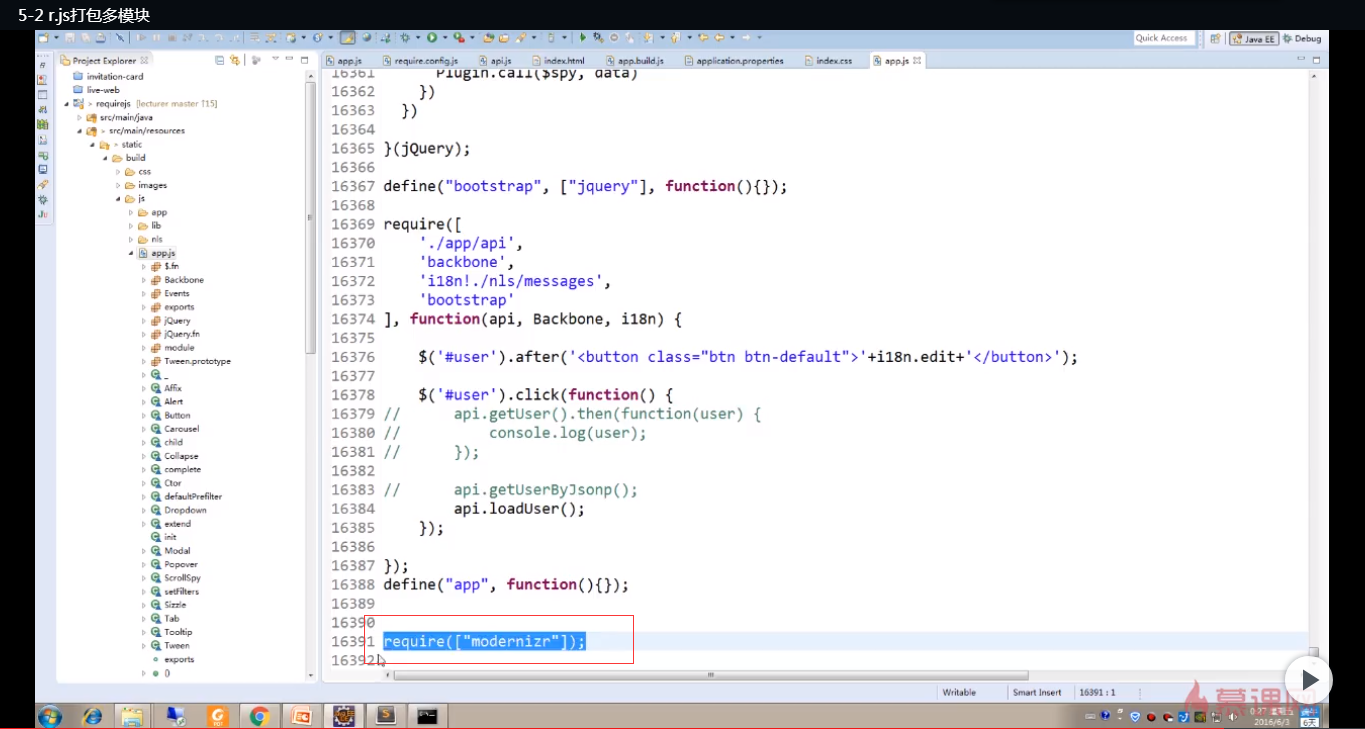 5-2 r.js打包多模块
Quick Access
Java EE
Debug
Project Explorer
app.js
require.config.js
api.js
index.html
app.build.js
application.properties
index.css
app.js
invitation-card
live-web
> requirejs [lecturer master ↑15]
src/main/java
> src/main/resources
> static
build
css
images
js
app
lib
nls
app.js
$.fn
Backbone
Events
exports
jQuery
jQuery.fn
module
Tween.prototype
_
Affix
Alert
Button
Carousel
child
Collapse
complete
Ctor
defaultPrefilter
Dropdown
extend
init
Modal
Popover
ScrollSpy
setFilters
Sizzle
Tab
Tooltip
Tween
exports
()
16361 Plugin.call($spy, data)
16362 })
16363 })
16364
16365 }(jQuery);
16366
16367 define("bootstrap", ["jquery"], function(){});
16368
16369 require([
16370 './app/api',
16371 'backbone',
16372 'i18n!./nls/messages',
16373 'bootstrap'
16374 ], function(api, Backbone, i18n) {
16375
16376 $('#user').after('<button class="btn btn-default">'+i18n.edit+'</button>');
16377
16378 $('#user').click(function() {
16379 // api.getUser().then(function(user) {
16380 // console.log(user);
16381 // });
16382
16383 // api.getUserByJsonp();
16384 api.loadUser();
16385 });
16386
16387 });
16388 define("app", function(){});
16389
16390
16391 require(["modernizr"]);
16392
Writable
Smart Insert
16391 : 1
慕课网
2016/6/3
6天